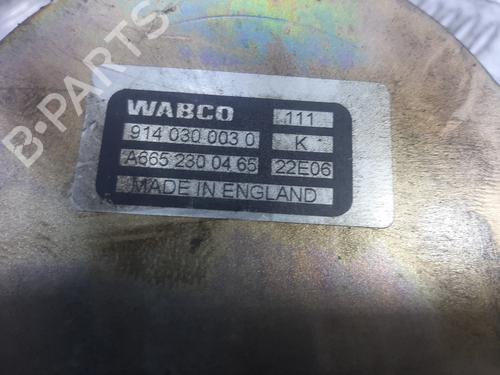 B-PARTS
WABCO 111
914 030 003 0 K
A665 230 04 65 22E06
MADE IN ENGLAND